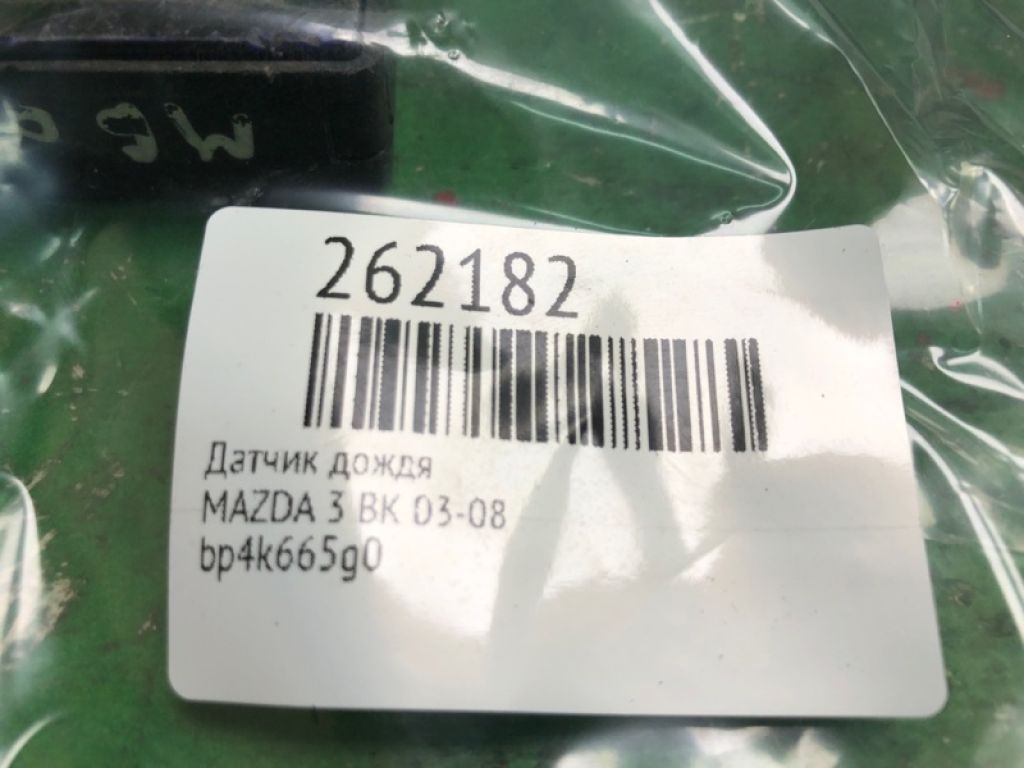 262182
Датчик дождя
MAZDA 3 BK 03-08
bp4k665g0